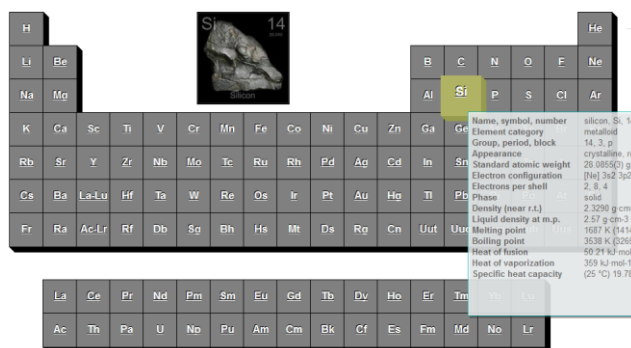 H He
Si 14
Silicon
Li Be B C N O F Ne
Na Mg Al Si P S Cl Ar
K Ca Sc Ti V Cr Mn Fe Co Ni Cu Zn Ga Ge
Rb Sr Y Zr Nb Mo Tc Ru Rh Pd Ag Cd In Sn
Cs Ba La-Lu Hf Ta W Re Os Ir Pt Au Hg Tl Pb
Fr Ra Ac-Lr Rf Db Sg Bh Hs Mt Ds Rg Cn Uut
Name, symbol, number silicon, Si,
Element category metalloid
Group, period, block 14, 3, p
Appearance crystalline,
Standard atomic weight 28.0855(3)
Electron configuration [Ne] 3s2 3p2
Electrons per shell 2, 8, 4
Phase solid
Density (near r.t.) 2.3290 g·cm
Liquid density at m.p. 2.57 g·cm-3
Melting point 1687 K
Boiling point 3538 K
Heat of fusion 50.21 kJ·mol
Heat of vaporization 359 kJ·mol-1
Specific heat capacity (25 °C) 19.78
La Ce Pr Nd Pm Sm Eu Gd Tb Dy Ho Er Tm
Ac Th Pa U Np Pu Am Cm Bk Cf Es Fm Md No Lr